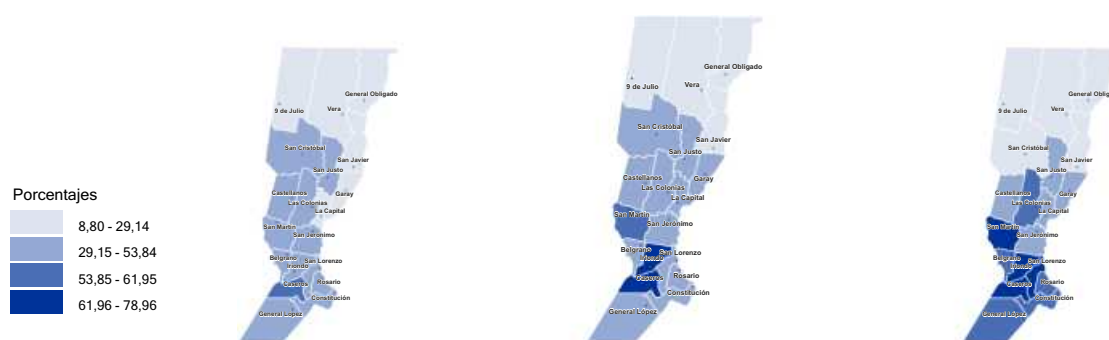 Porcentajes
8,80 - 29,14
29,15 - 53,84
53,85 - 61,95
61,96 - 78,96
9 de Julio
Vera
General Obligado
San Cristóbal
San Javier
San Justo
Castellanos
Garay
Las Colonias
La Capital
San Martín
San Jerónimo
Belgrano
San Lorenzo
Iriondo
Caseros
Rosario
Constitución
General López
9 de Julio
Vera
General Obligado
San Cristóbal
San Javier
San Justo
Castellanos
Garay
Las Colonias
La Capital
San Martín
San Jerónimo
Belgrano
San Lorenzo
Iriondo
Caseros
Rosario
Constitución
General López
9 de Julio
Vera
General Oblig
San Cristóbal
San Javier
San Justo
Castellanos
Garay
Las Colonias
La Capital
San Martín
San Jerónimo
Belgrano
San Lorenzo
Iriondo
Caseros
Rosario
Constitución
General López